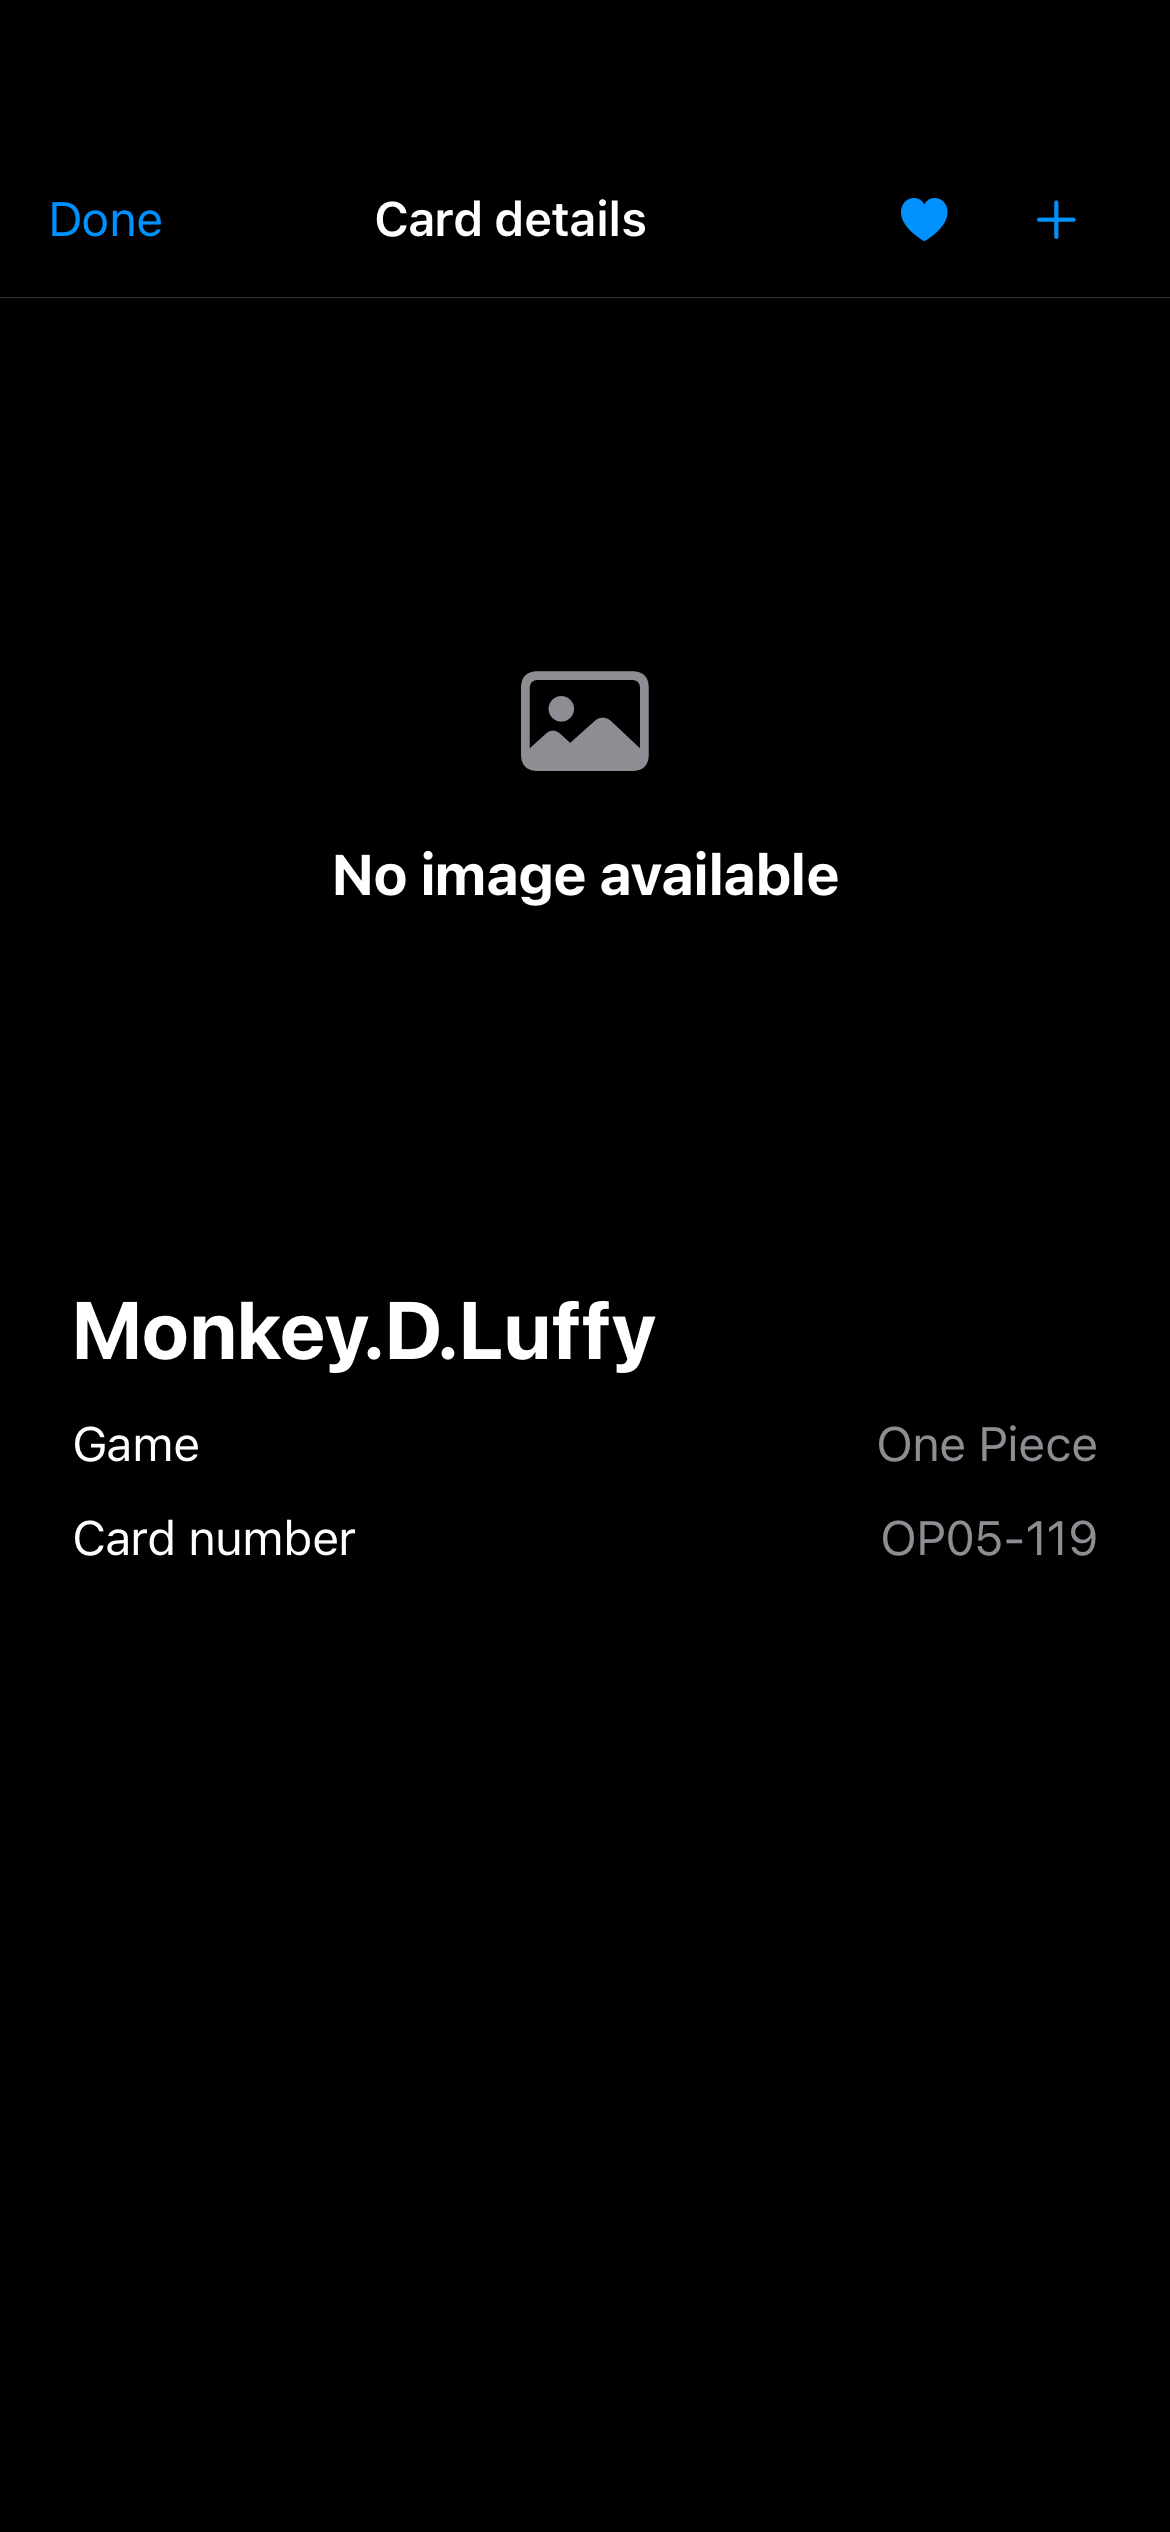 Done
Card details
No image available
Monkey.D.Luffy
Game One Piece
Card number OP05-119